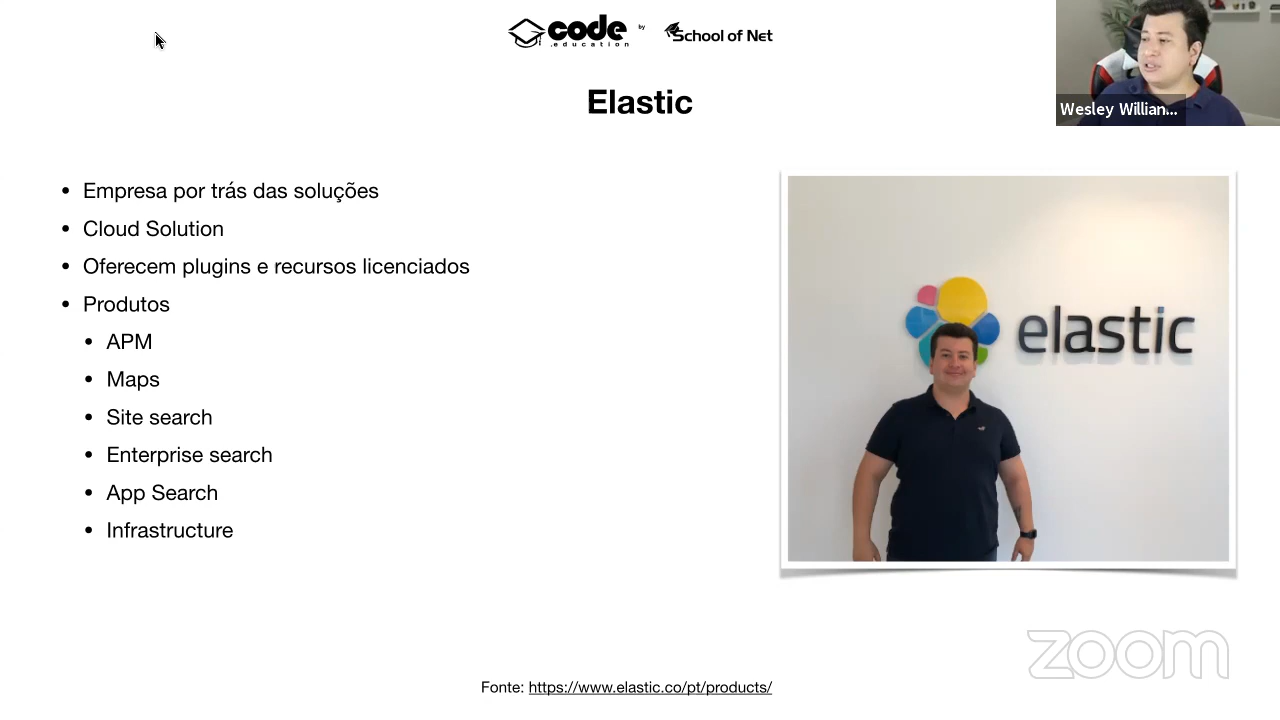 code
.education
by
School of Net
Elastic
Wesley Willian...
• Empresa por trás das soluções
• Cloud Solution
• Oferecem plugins e recursos licenciados
• Produtos
• APM
• Maps
• Site search
• Enterprise search
• App Search
• Infrastructure
elastic
zoom
Fonte: https://www.elastic.co/pt/products/